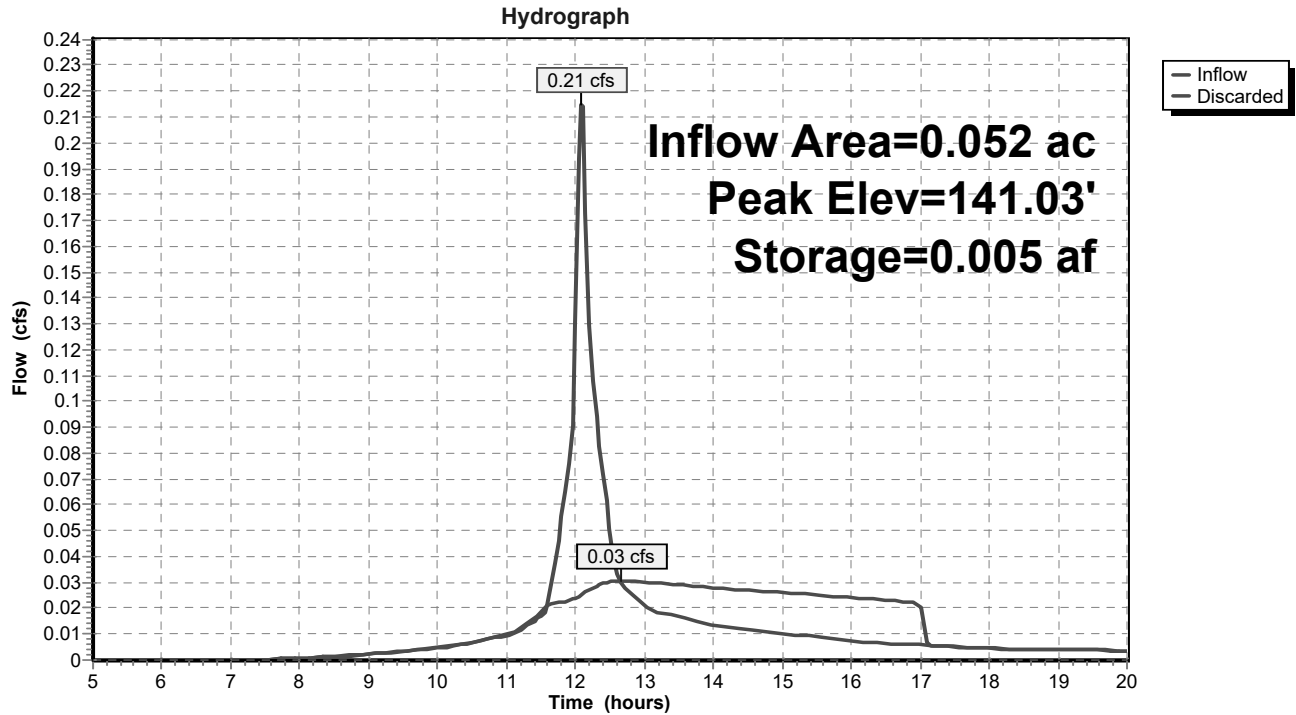 Hydrograph
0.24
0.23
0.22
0.21
0.2
0.19
0.18
0.17
0.16
0.15
0.14
0.13
0.12
0.11
0.1
0.09
0.08
0.07
0.06
0.05
0.04
0.03
0.02
0.01
0
Flow (cfs)
0.21 cfs
0.03 cfs
Inflow Area=0.052 ac
Peak Elev=141.03'
Storage=0.005 af
Inflow
Discarded
5 6 7 8 9 10 11 12 13 14 15 16 17 18 19 20
Time (hours)